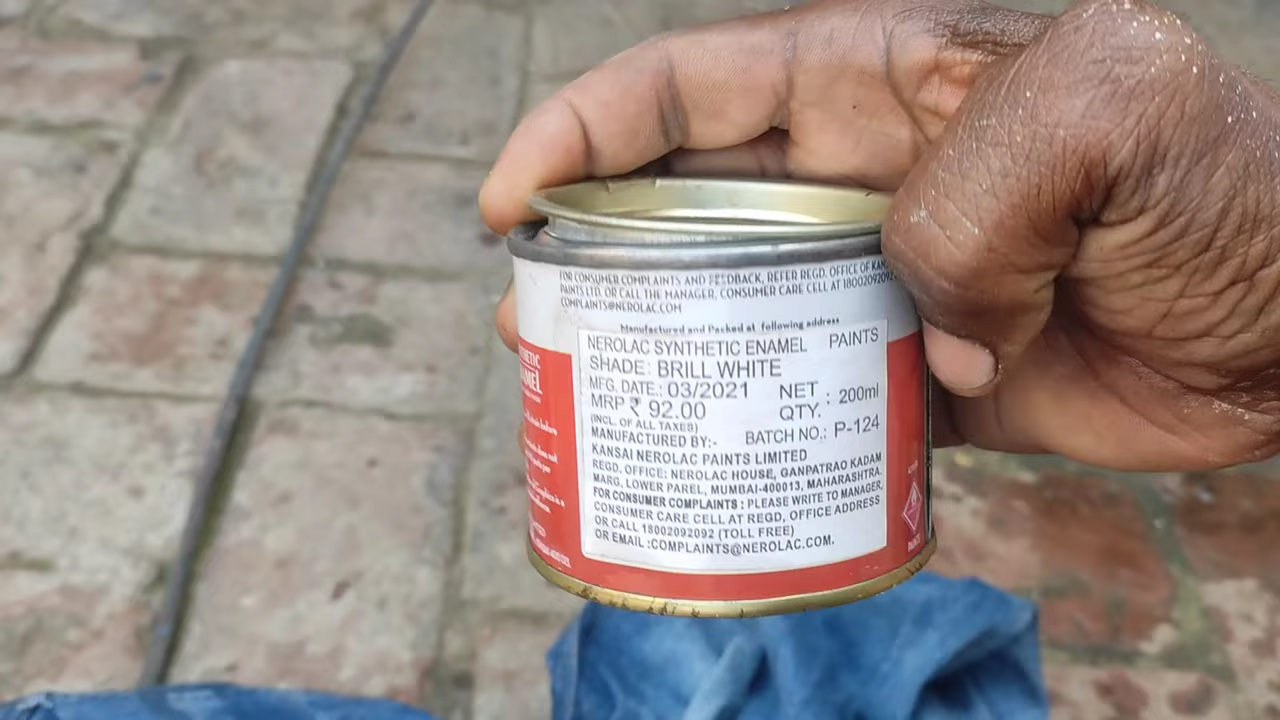 FOR CONSUMER COMPLAINTS AND FEEDBACK, REFER REGD. OFFICE OF
PAINTS LTD. OR CALL THE MANAGER, CONSUMER CARE CELL AT 18002092092
COMPLAINTS@NEROLAC.COM
Manufactured and Packed at following address
NEROLAC SYNTHETIC ENAMEL PAINTS
SHADE: BRILL WHITE
MFG. DATE.: 03/2021 NET QTY. : 200ml
MRP ₹ 92.00
(INCL. OF ALL TAXES)
MANUFACTURED BY:- BATCH NO.: P-124
KANSAI NEROLAC PAINTS LIMITED
REGD. OFFICE: NEROLAC HOUSE, GANPATRAO KADAM
MARG, LOWER PAREL, MUMBAI-400013, MAHARASHTRA.
FOR CONSUMER COMPLAINTS : PLEASE WRITE TO MANAGER,
CONSUMER CARE CELL AT REGD, OFFICE ADDRESS
OR CALL 18002092092 (TOLL FREE)
OR EMAIL :COMPLAINTS@NEROLAC.COM.